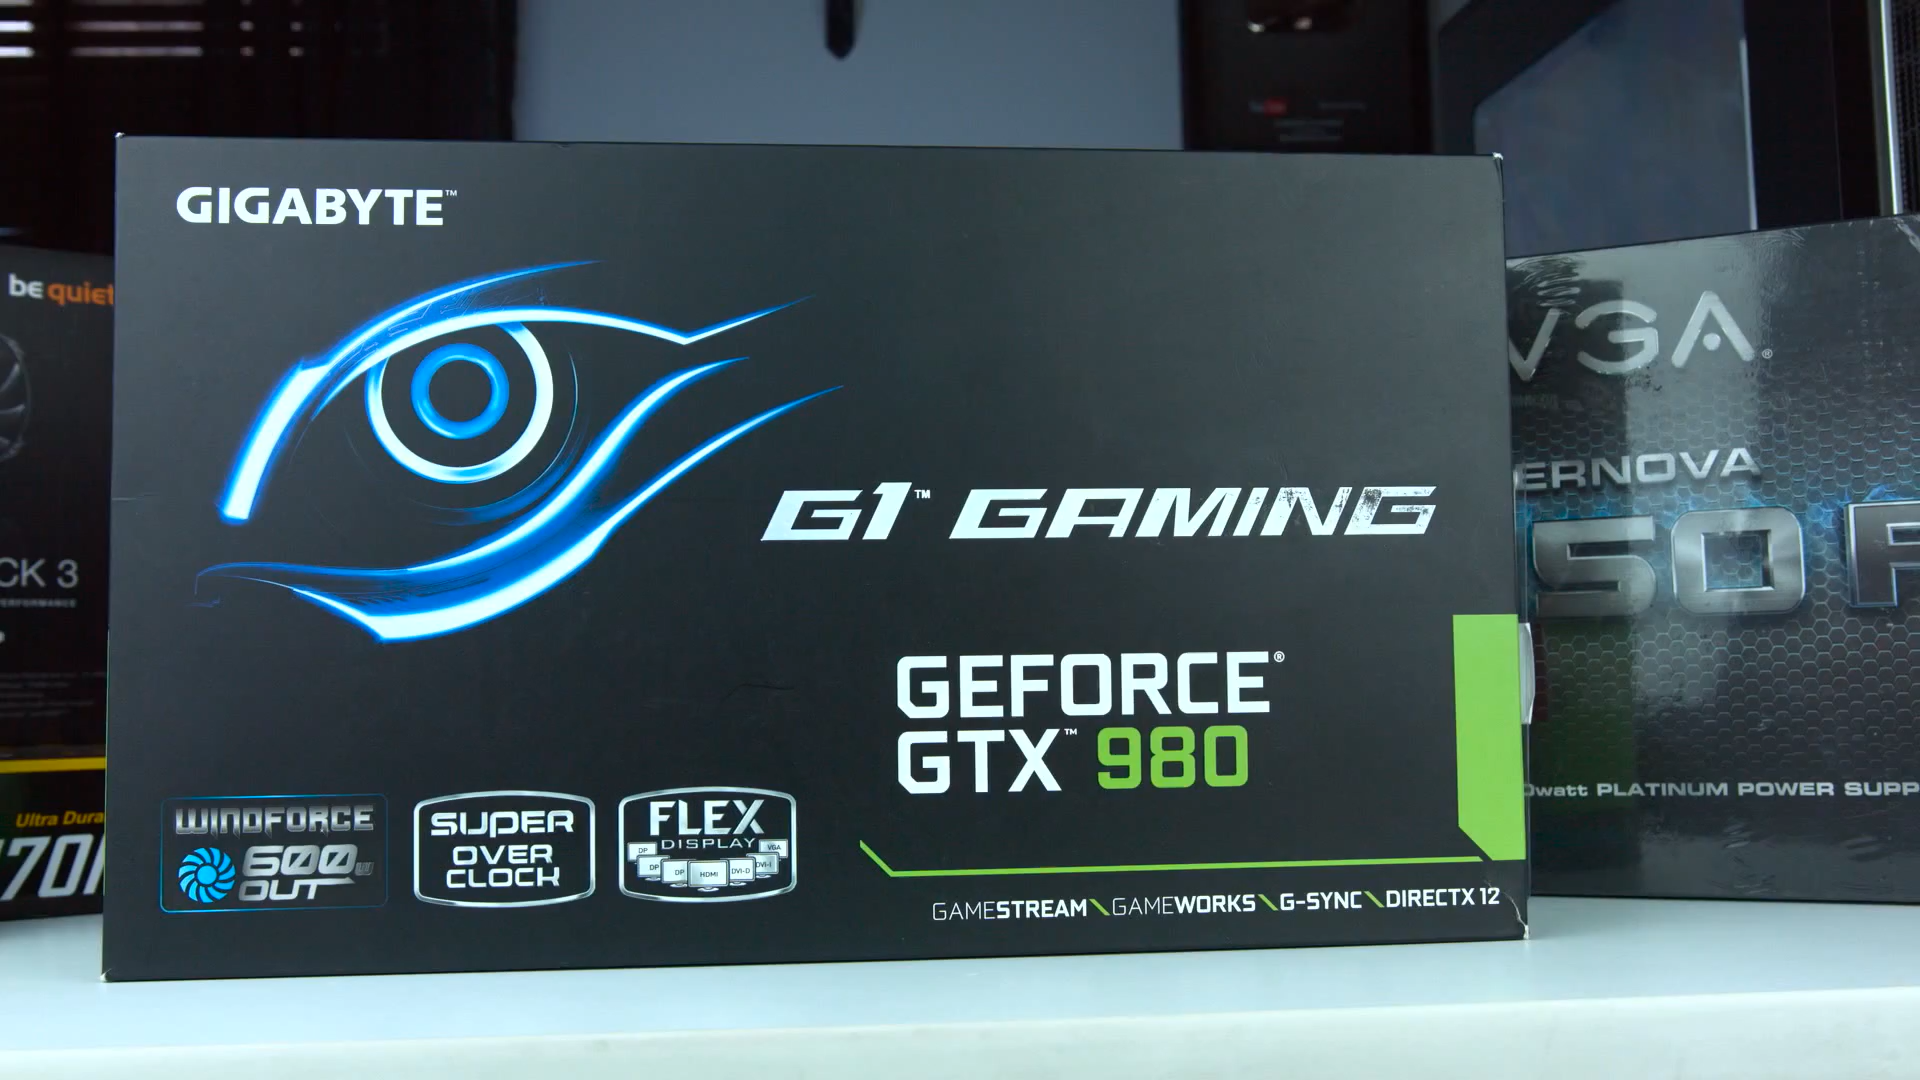 GIGABYTE™
be quiet
G1™ GAMING
GEFORCE®
GTX™ 980
WINDFORCE
600W
OUT
SUPER
OVER
CLOCK
FLEX
DISPLAY
DP
DP
DP
HDMI
DVI-D
DVI-I
VGA
GAMESTREAM\GAMEWORKS\G-SYNC\DIRECTX 12
CK 3
Ultra Dura
70
VGA®
ERNOVA
50 P
watt PLATINUM POWER SUPP